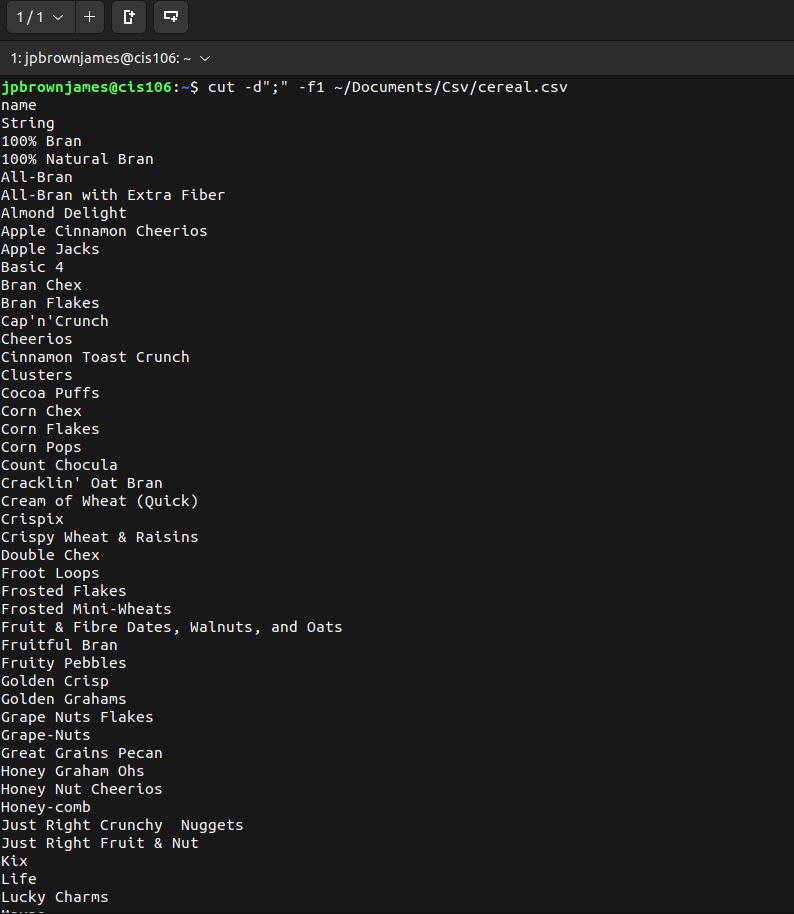 1 / 1
1: jpbrownjames@cis106: ~
jpbrownjames@cis106:~$ cut -d";" -f1 ~/Documents/Csv/cereal.csv
name
String
100% Bran
100% Natural Bran
All-Bran
All-Bran with Extra Fiber
Almond Delight
Apple Cinnamon Cheerios
Apple Jacks
Basic 4
Bran Chex
Bran Flakes
Cap'n'Crunch
Cheerios
Cinnamon Toast Crunch
Clusters
Cocoa Puffs
Corn Chex
Corn Flakes
Corn Pops
Count Chocula
Cracklin' Oat Bran
Cream of Wheat (Quick)
Crispix
Crispy Wheat & Raisins
Double Chex
Froot Loops
Frosted Flakes
Frosted Mini-Wheats
Fruit & Fibre Dates, Walnuts, and Oats
Fruitful Bran
Fruity Pebbles
Golden Crisp
Golden Grahams
Grape Nuts Flakes
Grape-Nuts
Great Grains Pecan
Honey Graham Ohs
Honey Nut Cheerios
Honey-comb
Just Right Crunchy  Nuggets
Just Right Fruit & Nut
Kix
Life
Lucky Charms